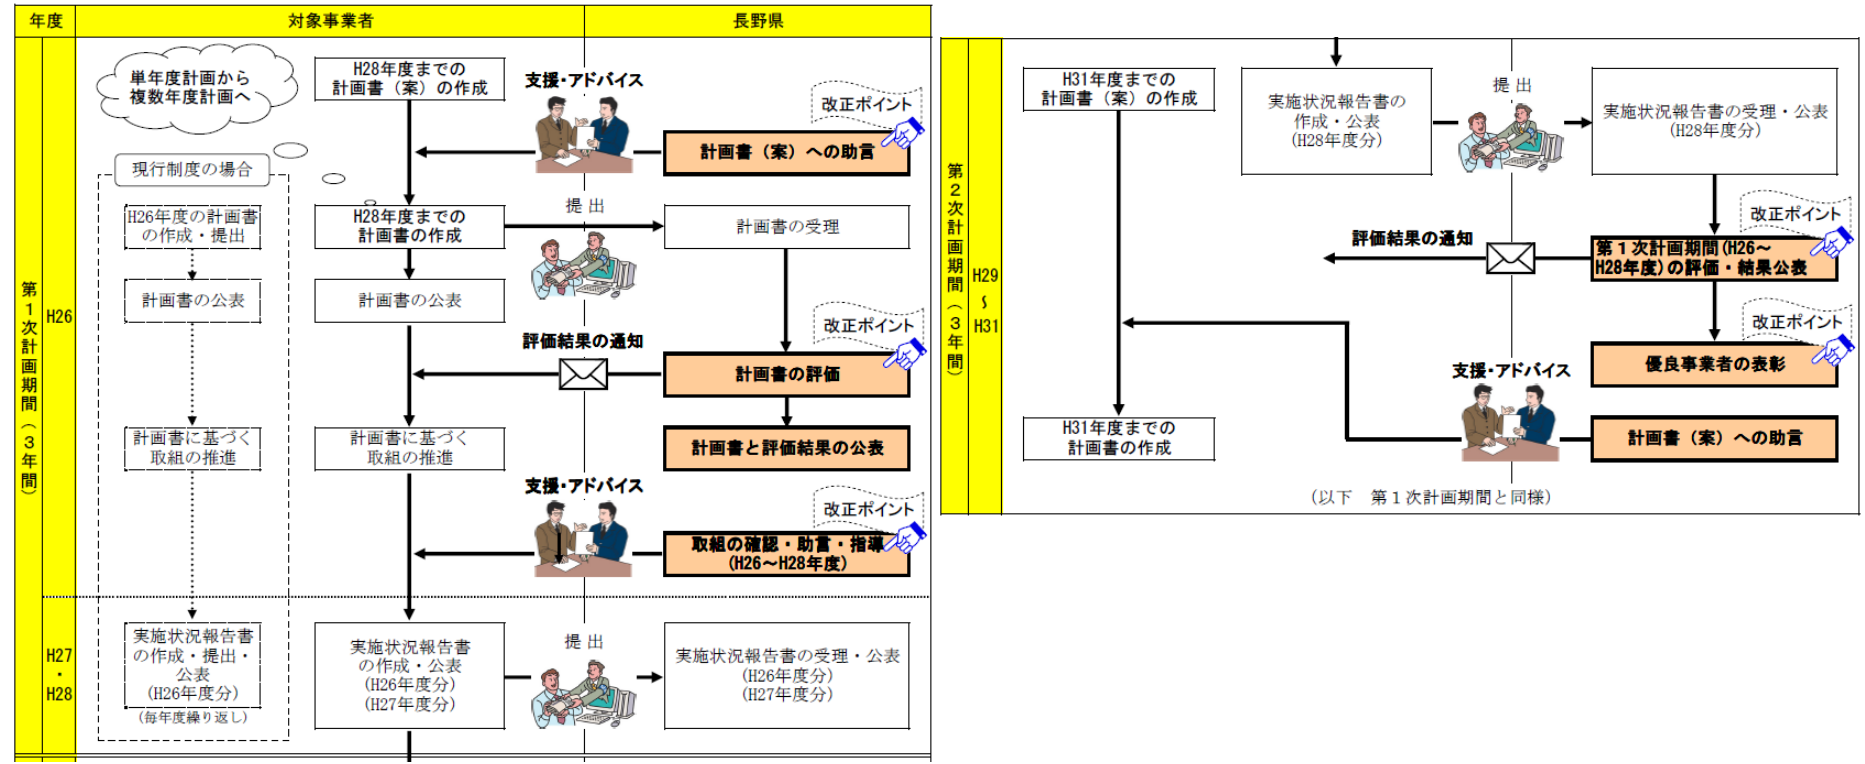 年度
対象事業者
長野県
第1次計画期間（3年間）
H26
単年度計画から
複数年度計画へ
現行制度の場合
H26年度の計画書
の作成・提出
計画書の公表
計画書に基づく
取組の推進
H28年度までの
計画書（案）の作成
支援・アドバイス
改正ポイント
計画書（案）への助言
H28年度までの
計画書の作成
提 出
計画書の受理
計画書の公表
評価結果の通知
改正ポイント
計画書の評価
計画書と評価結果の公表
計画書に基づく
取組の推進
支援・アドバイス
改正ポイント
取組の確認・助言・指導
(H26～H28年度)
H27
・
H28
実施状況報告書
の作成・提出・
公表
(H26年度分)
(毎年度繰り返し)
実施状況報告書
の作成・公表
(H26年度分)
(H27年度分)
提 出
実施状況報告書の受理・公表
(H26年度分)
(H27年度分)
第2次計画期間（3年間）
H29
～
H31
H31年度までの
計画書（案）の作成
実施状況報告書の
作成・公表
(H28年度分)
提 出
実施状況報告書の受理・公表
(H28年度分)
改正ポイント
評価結果の通知
第1次計画期間(H26～
H28年度)の評価・結果公表
改正ポイント
優良事業者の表彰
支援・アドバイス
計画書（案）への助言
H31年度までの
計画書の作成
（以下　第1次計画期間と同様）